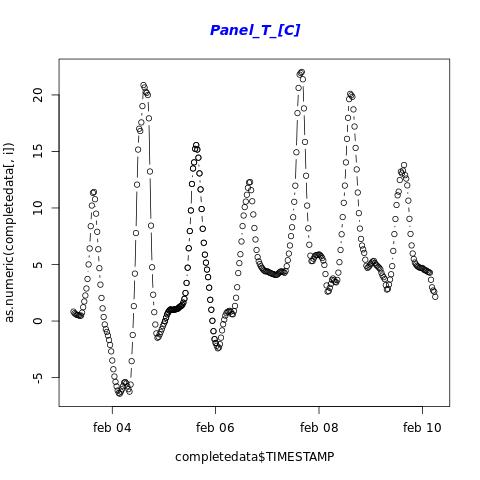 Panel_T_[C]
as.numeric(completedata[, i])
20
15
10
5
0
-5
feb 04
feb 06
feb 08
feb 10
completedata$TIMESTAMP